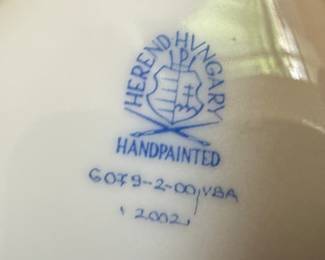 HEREND HUNGARY
HANDPAINTED
6079-2-00, VBA
2002